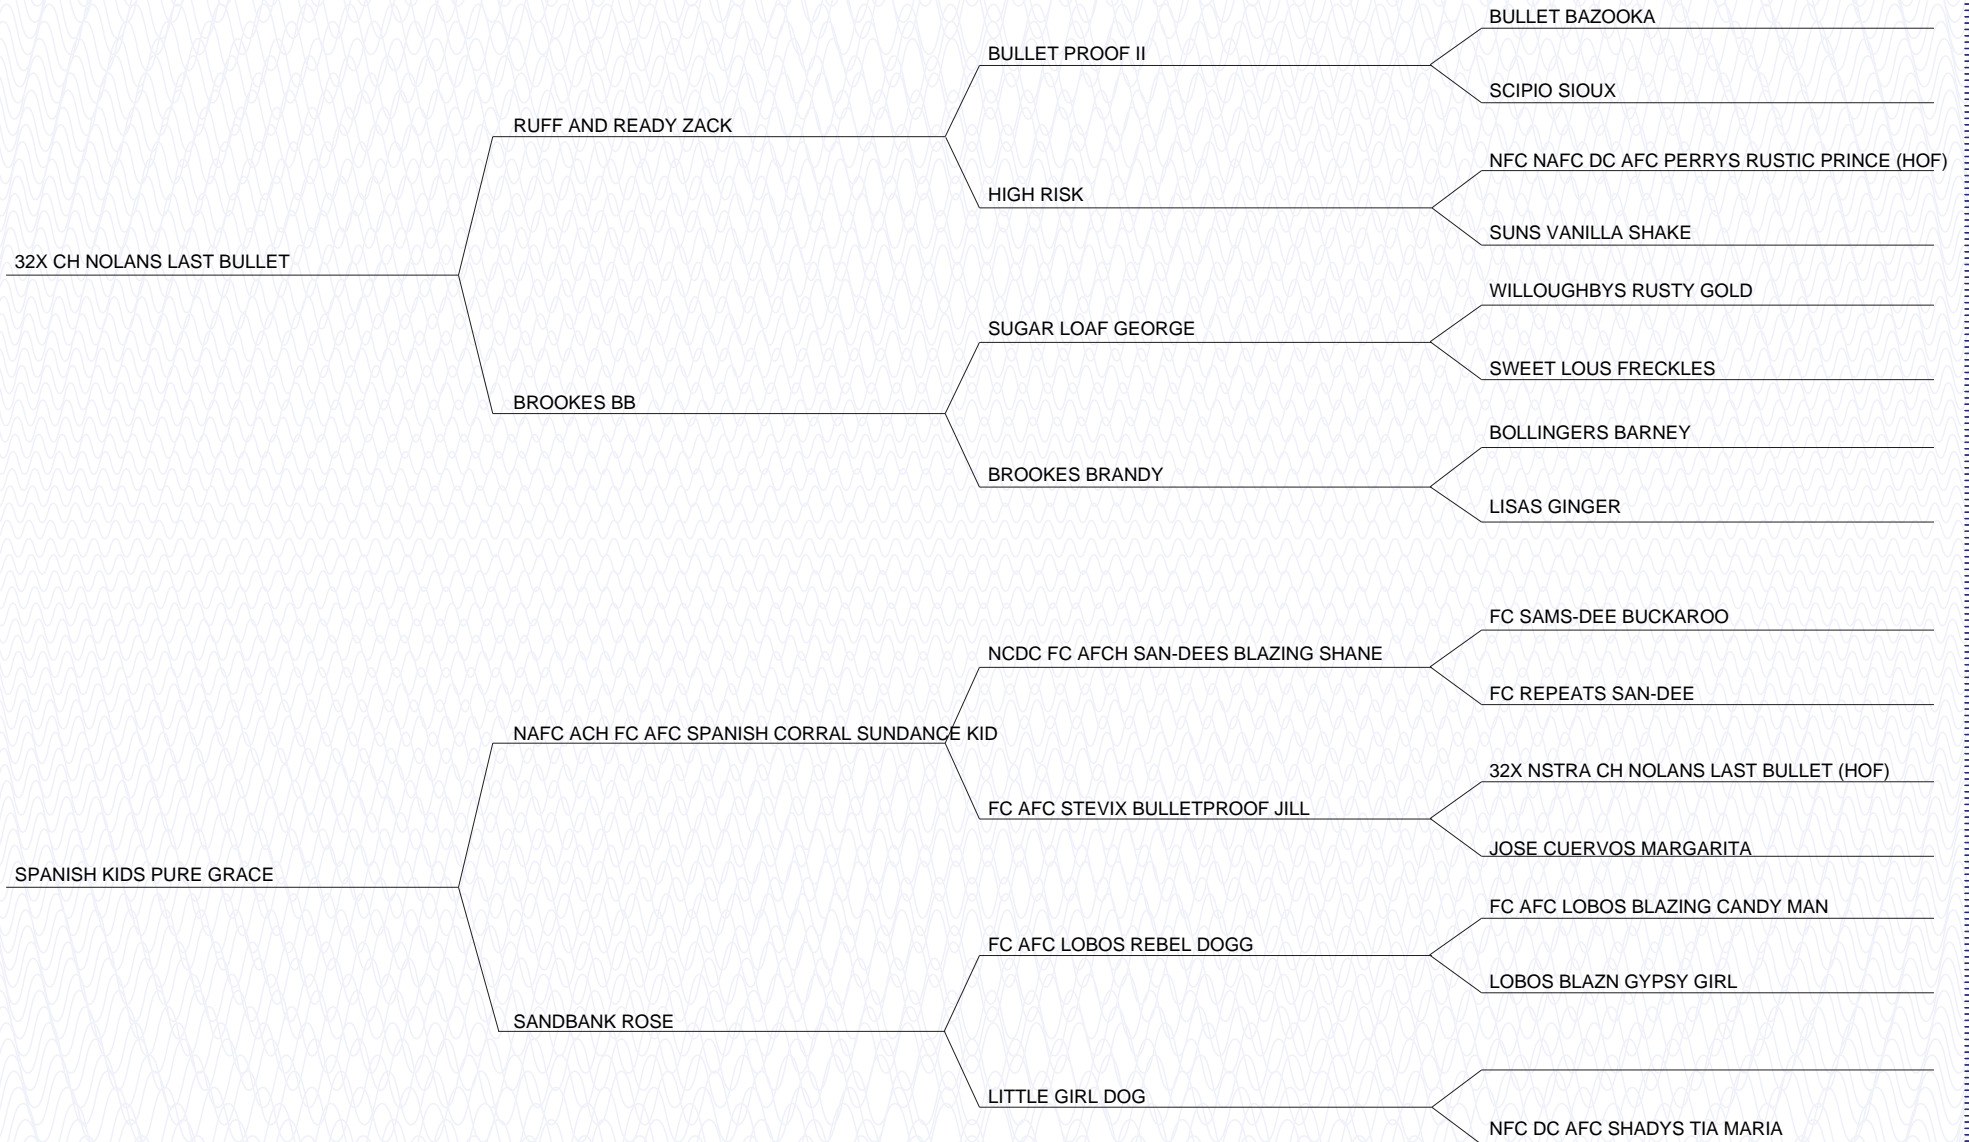 BULLET BAZOOKA
BULLET PROOF II
SCIPIO SIOUX
RUFF AND READY ZACK
NFC NAFC DC AFC PERRYS RUSTIC PRINCE (HOF)
HIGH RISK
SUNS VANILLA SHAKE
32X CH NOLANS LAST BULLET
WILLOUGHBYS RUSTY GOLD
SUGAR LOAF GEORGE
SWEET LOUS FRECKLES
BROOKES BB
BOLLINGERS BARNEY
BROOKES BRANDY
LISAS GINGER
FC SAMS-DEE BUCKAROO
NCDC FC AFCH SAN-DEES BLAZING SHANE
FC REPEATS SAN-DEE
NAFC ACH FC AFC SPANISH CORRAL SUNDANCE KID
32X NSTRA CH NOLANS LAST BULLET (HOF)
FC AFC STEVIX BULLETPROOF JILL
JOSE CUERVOS MARGARITA
SPANISH KIDS PURE GRACE
FC AFC LOBOS BLAZING CANDY MAN
FC AFC LOBOS REBEL DOGG
LOBOS BLAZN GYPSY GIRL
SANDBANK ROSE
LITTLE GIRL DOG
NFC DC AFC SHADYS TIA MARIA